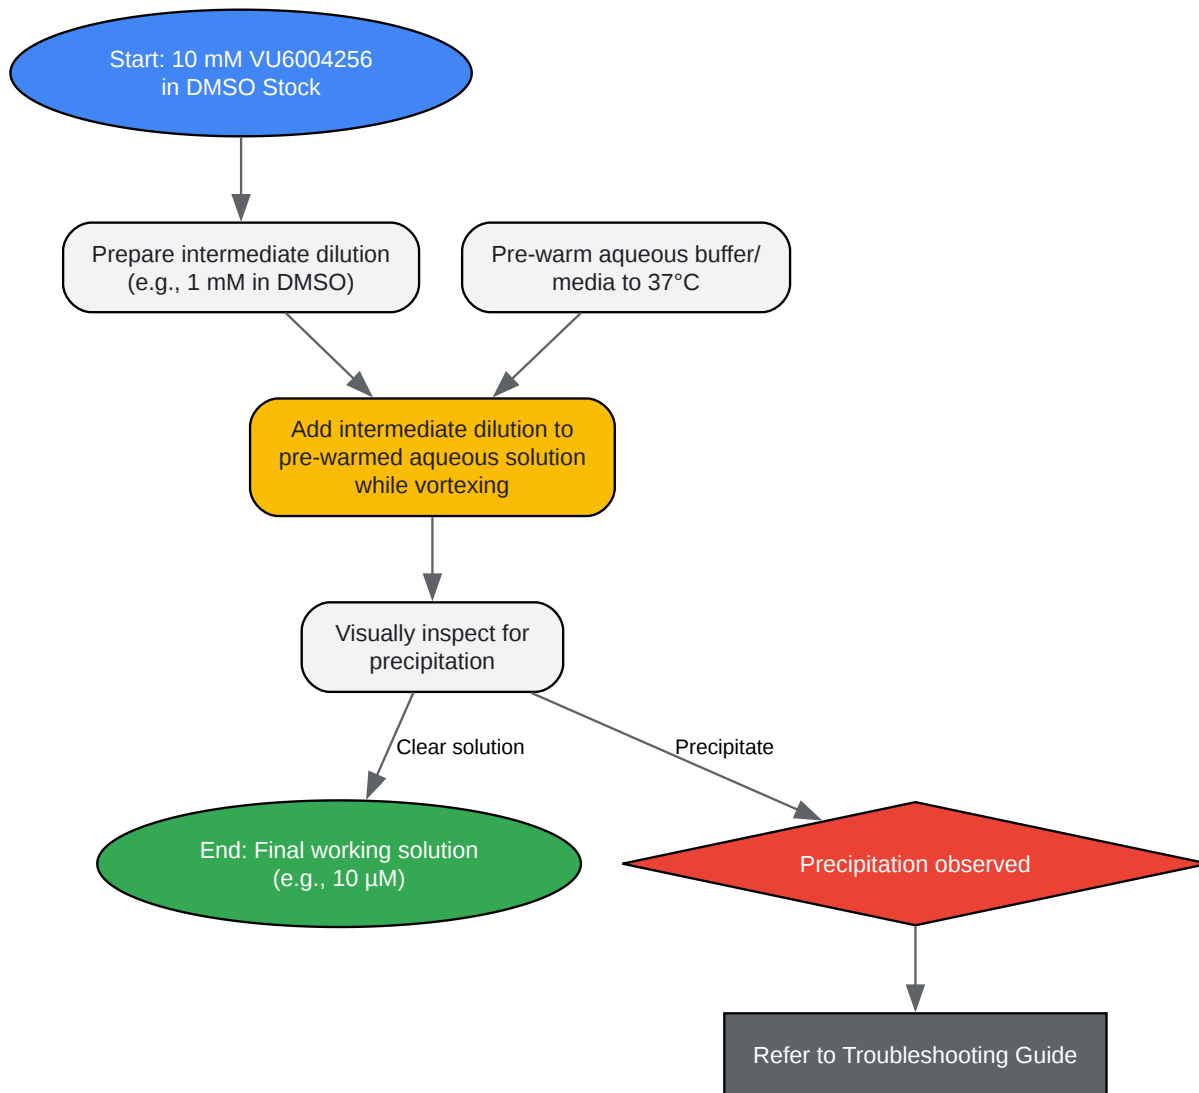 Start: 10 mM VU6004256
in DMSO Stock
Prepare intermediate dilution
(e.g., 1 mM in DMSO)
Pre-warm aqueous buffer/
media to 37°C
Add intermediate dilution to
pre-warmed aqueous solution
while vortexing
Visually inspect for
precipitation
Clear solution
Precipitate
End: Final working solution
(e.g., 10 µM)
Precipitation observed
Refer to Troubleshooting Guide